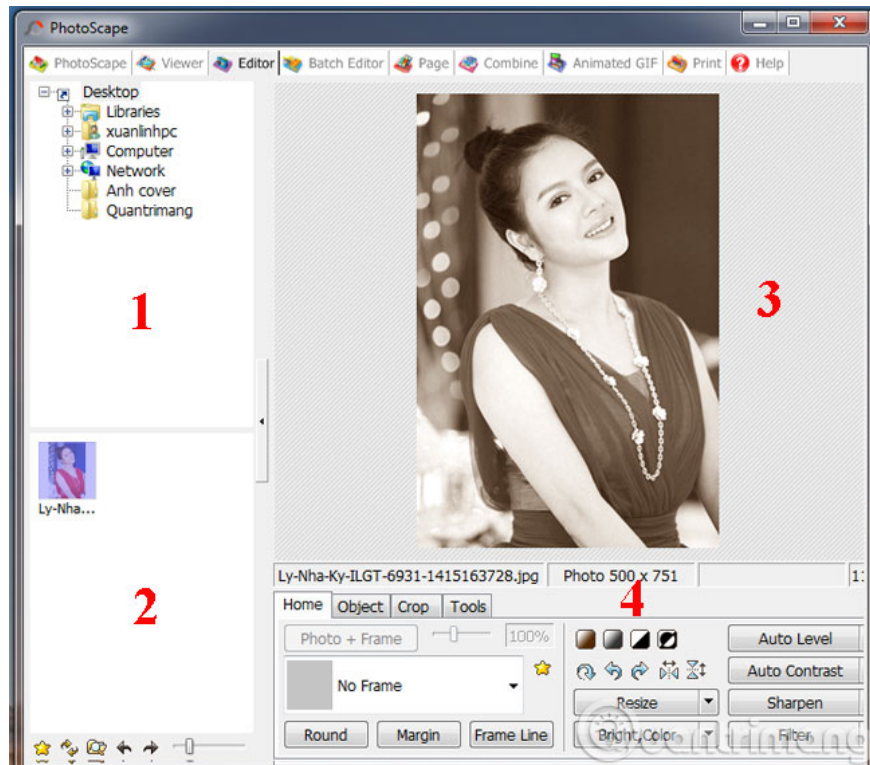 PhotoScape
PhotoScape Viewer Editor Batch Editor Page Combine Animated GIF Print Help
Desktop
Libraries
xuanlinhpc
Computer
Network
Anh cover
Quantrimang
1
3
Ly-Nha...
2
Ly-Nha-Ky-ILGT-6931-1415163728.jpg Photo 500 x 751
4
Home Object Crop Tools
Photo + Frame 100% Auto Level
No Frame Auto Contrast
Resize Sharpen
Round Margin Frame Line Bright,Color Filter
Quantrimang